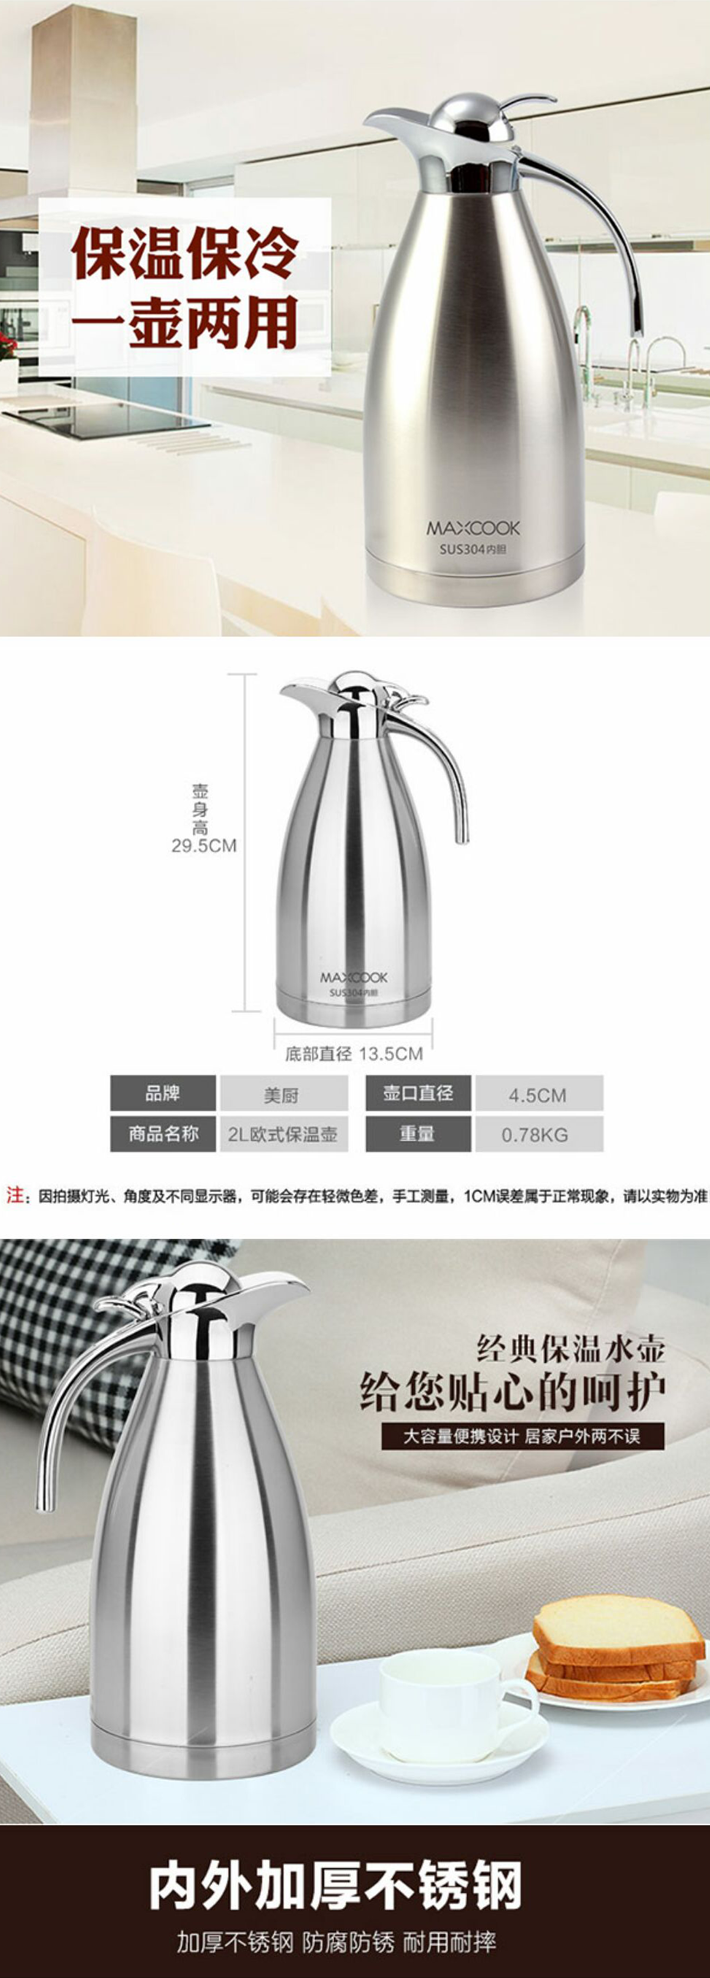 保温保冷
一壶两用
MAXCOOK
SUS304内胆
壶身高
29.5CM
MAXCOOK
SUS304内胆
底部直径 13.5CM
品牌 美厨 壶口直径 4.5CM
商品名称 2L欧式保温壶 重量 0.78KG
注：因拍摄灯光、角度及不同显示器，可能会存在轻微色差，手工测量，1CM误差属于正常现象，请以实物为准
经典保温水壶
给您贴心的呵护
大容量便携设计 居家户外两不误
内外加厚不锈钢
加厚不锈钢 防腐防锈 耐用耐摔